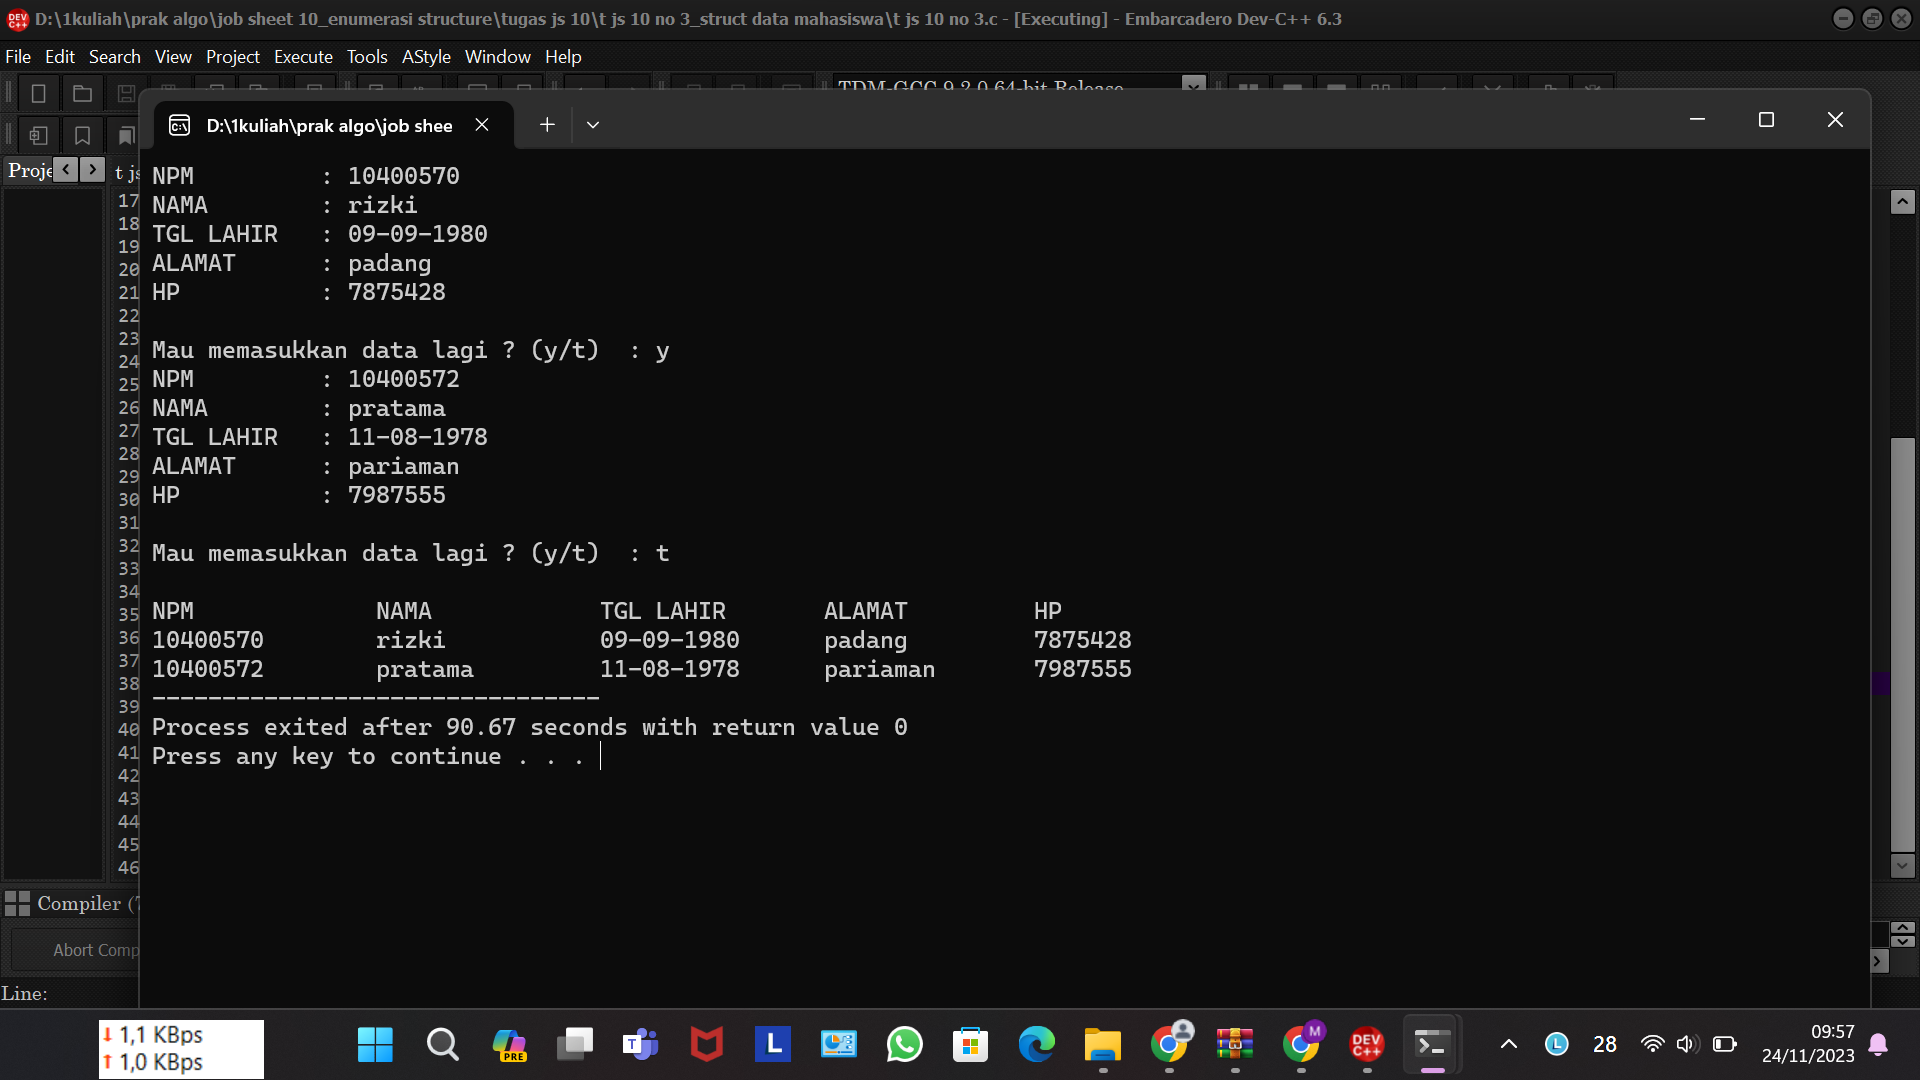 D:\1kuliah\prak algo\job sheet 10_enumerasi structure\tugas js 10\t js 10 no 3_struct data mahasiswa\t js 10 no 3.c - [Executing] - Embarcadero Dev-C++ 6.3
File Edit Search View Project Execute Tools AStyle Window Help
TDM-GCC 9.2.0 64-bit Release
D:\1kuliah\prak algo\job shee
Proje
t js
NPM : 10400570
NAMA : rizki
TGL LAHIR : 09-09-1980
ALAMAT : padang
HP : 7875428
Mau memasukkan data lagi ? (y/t) : y
NPM : 10400572
NAMA : pratama
TGL LAHIR : 11-08-1978
ALAMAT : pariaman
HP : 7987555
Mau memasukkan data lagi ? (y/t) : t
NPM NAMA TGL LAHIR ALAMAT HP
10400570 rizki 09-09-1980 padang 7875428
10400572 pratama 11-08-1978 pariaman 7987555
--------------------------------
Process exited after 90.67 seconds with return value 0
Press any key to continue . . .
17
18
19
20
21
22
23
24
25
26
27
28
29
30
31
32
33
34
35
36
37
38
39
40
41
42
43
44
45
46
Compiler (
Abort Comp
Line:
1,1 KBps
1,0 KBps
PRE
T
L
M
DEV C++
L
28
09:57
24/11/2023